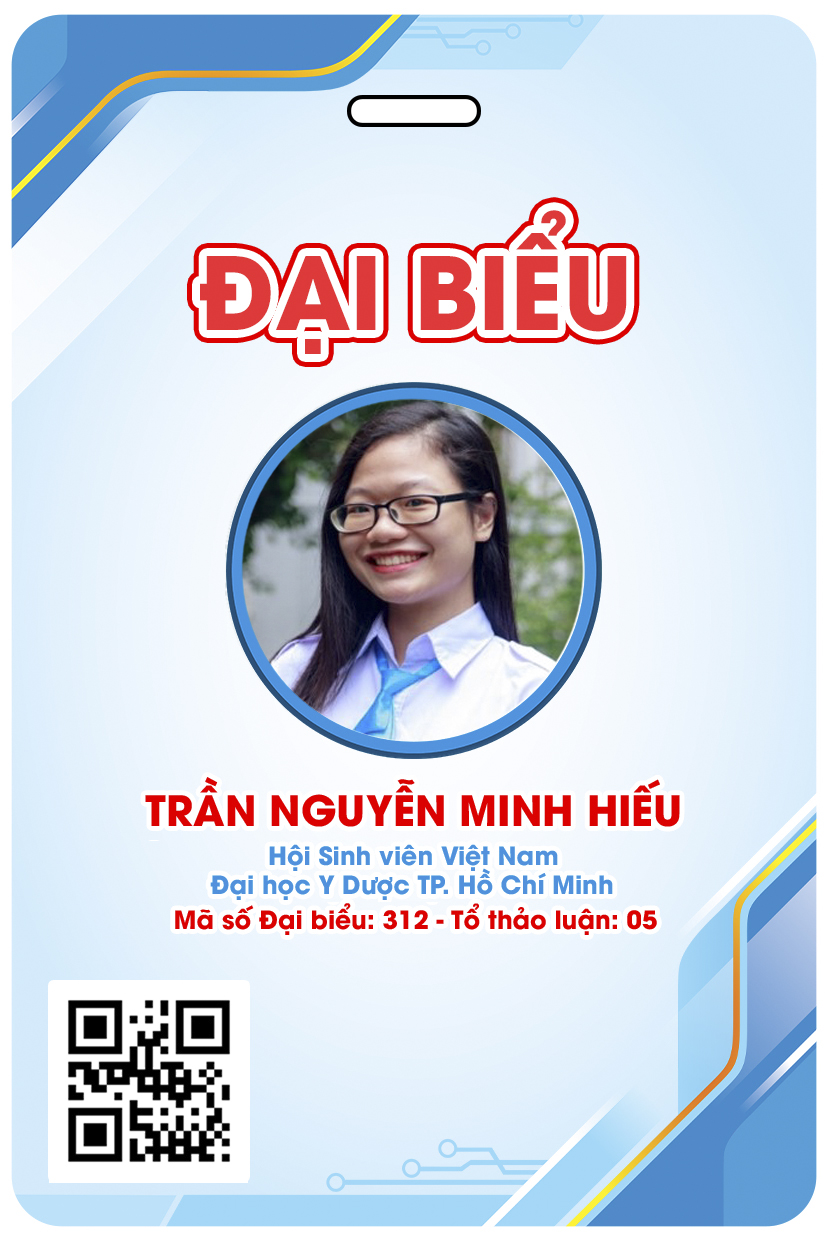 ĐẠI BIỂU
TRẦN NGUYỄN MINH HIẾU
Hội Sinh viên Việt Nam
Đại học Y Dược TP. Hồ Chí Minh
Mã số Đại biểu: 312 - Tổ thảo luận: 05